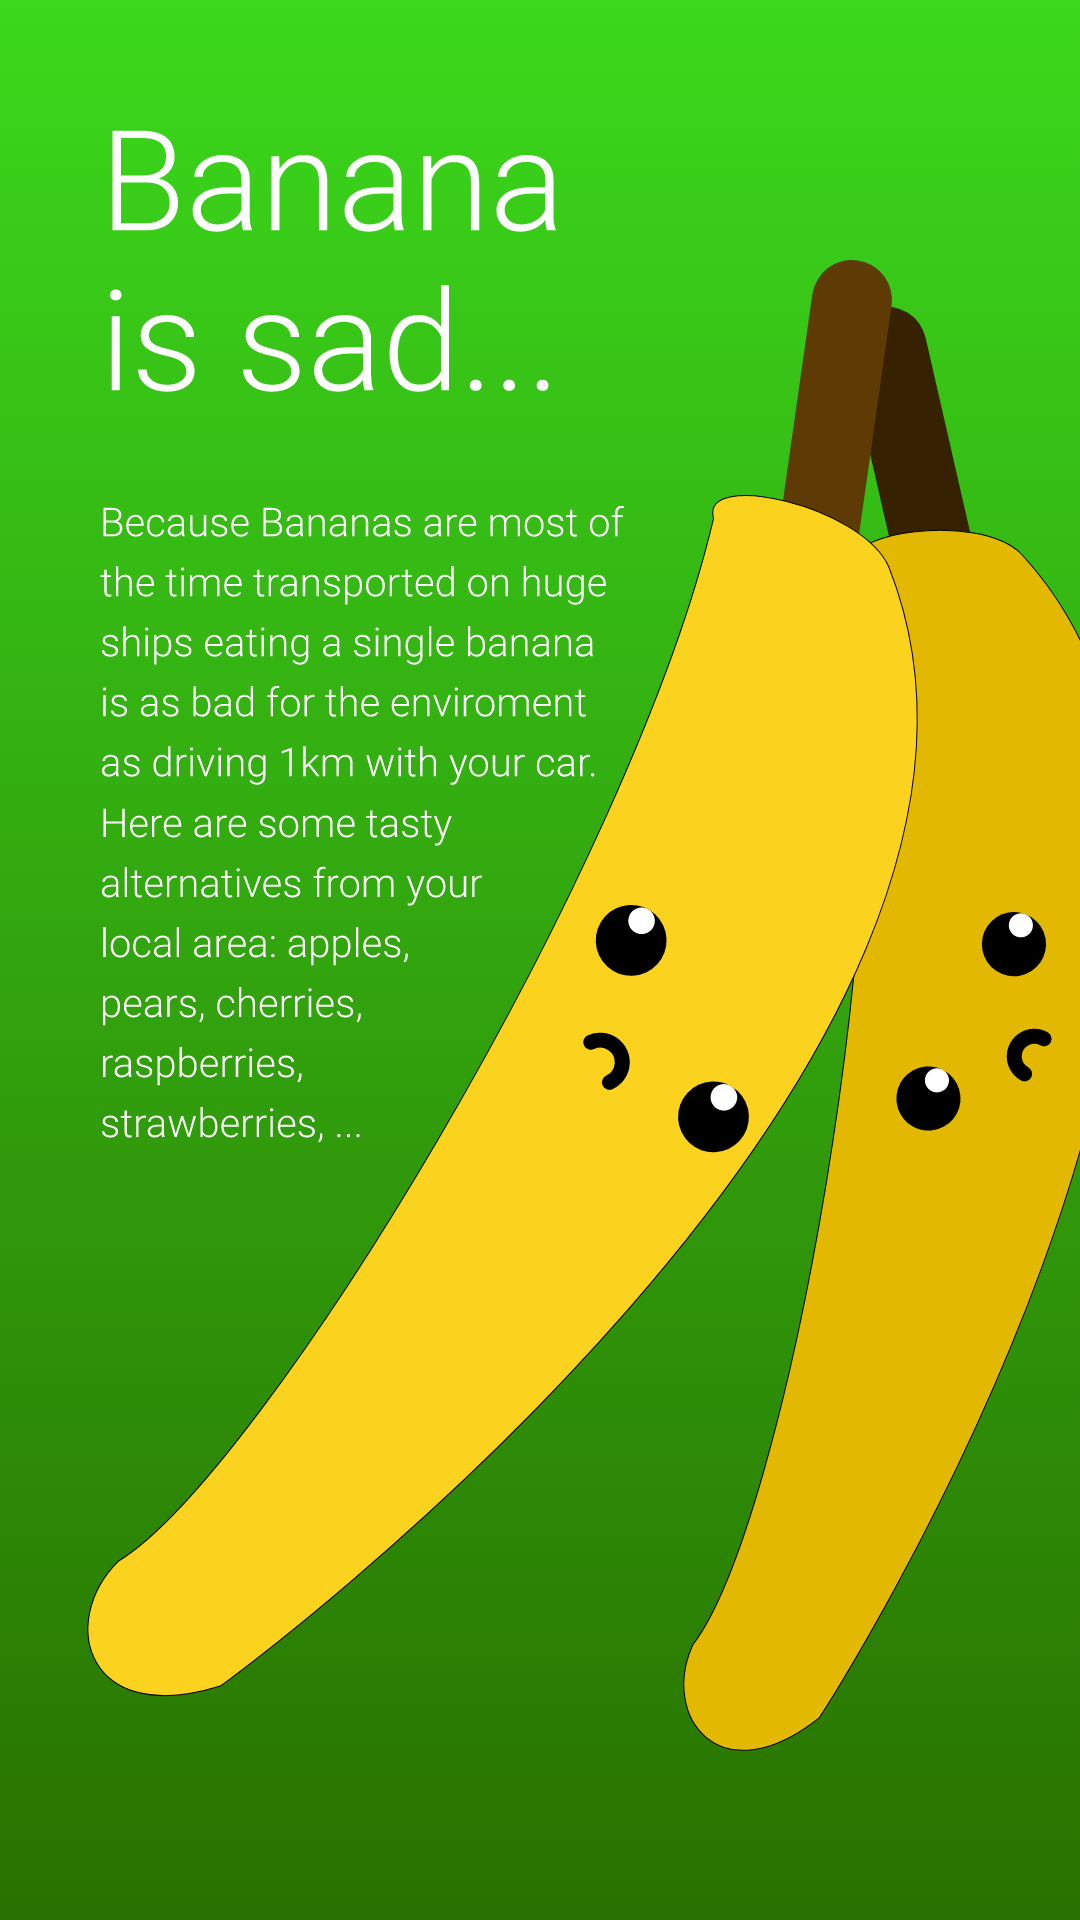 Banana
is sad...
Because Bananas are most of
the time transported on huge
ships eating a single banana
is as bad for the enviroment
as driving 1km with your car.
Here are some tasty
alternatives from your
local area: apples,
pears, cherries,
raspberries,
strawberries, ...